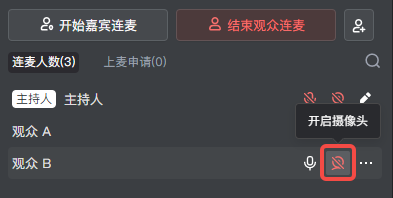 开始嘉宾连麦 结束观众连麦
连麦人数(3) 上麦申请(0)
主持人 主持人
开启摄像头
观众 A
观众 B